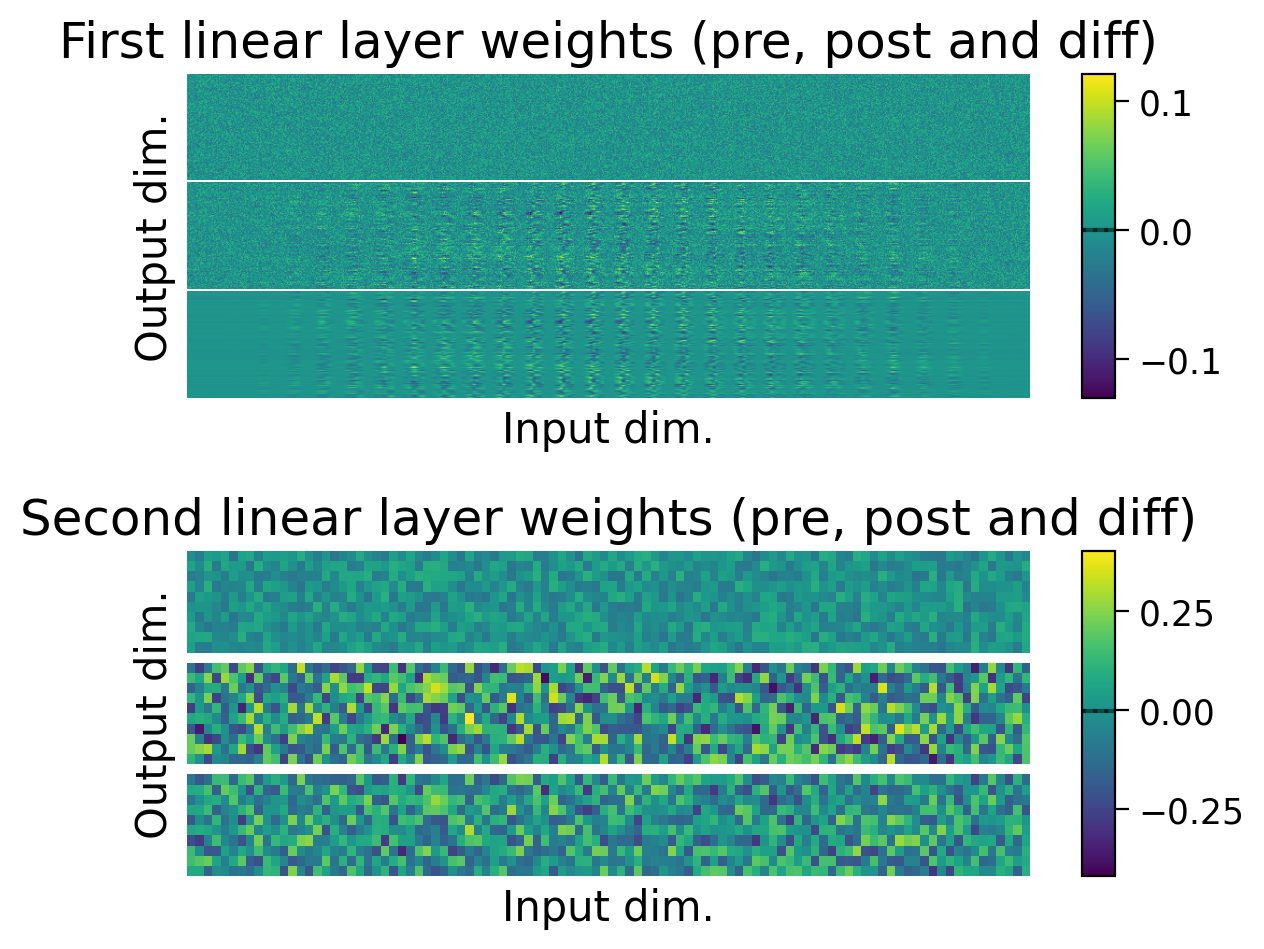 First linear layer weights (pre, post and diff)
Output dim.
0.1
0.0
−0.1
Input dim.
Second linear layer weights (pre, post and diff)
Output dim.
0.25
0.00
−0.25
Input dim.